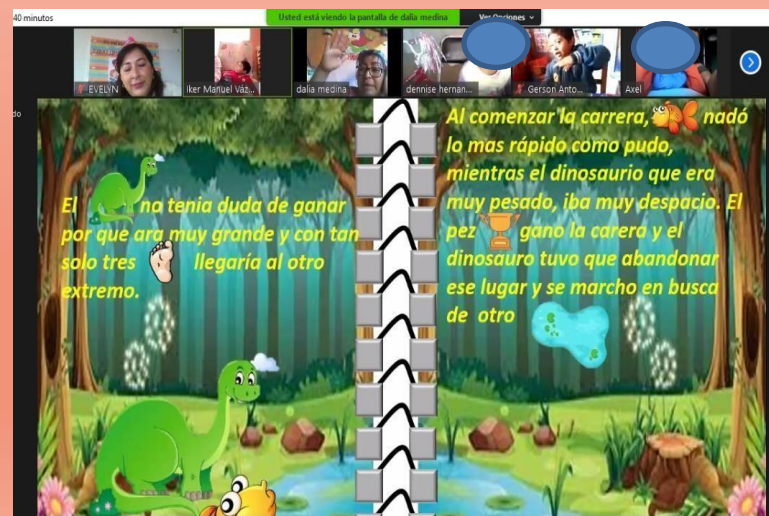 40 minutos
Usted está viendo la pantalla de dalia medina
Ver Opciones
EVELYN
Iker Manuel Váz...
dalia medina
dennise hernan...
Gerson Anto...
Axel
do
El no tenia duda de ganar
por que ara muy grande y con tan
solo tres llegaría al otro
extremo.
Al comenzar la carrera, nadó
lo mas rápido como pudo,
mientras el dinosaurio que era
muy pesado, iba muy despacio. El
pez gano la carera y el
dinosauro tuvo que abandonar
ese lugar y se marcho en busca
de otro